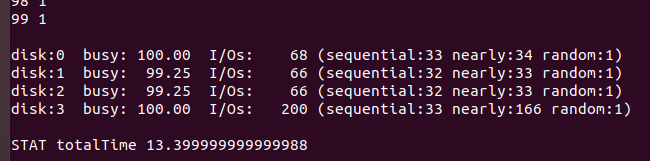 98 1
99 1
disk:0 busy: 100.00 I/Os: 68 (sequential:33 nearly:34 random:1)
disk:1 busy: 99.25 I/Os: 66 (sequential:32 nearly:33 random:1)
disk:2 busy: 99.25 I/Os: 66 (sequential:32 nearly:33 random:1)
disk:3 busy: 100.00 I/Os: 200 (sequential:33 nearly:166 random:1)
STAT totalTime 13.399999999999988